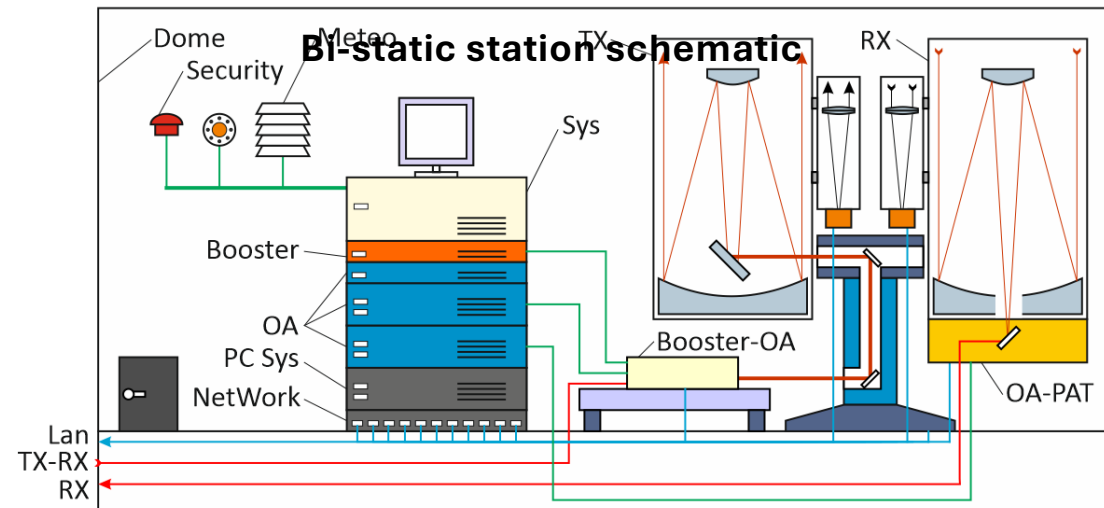 Bi-static station schematic
Dome
Meteo
TX
RX
Security
Sys
Booster
OA
PC Sys
NetWork
Booster-OA
OA-PAT
Lan
TX-RX
RX